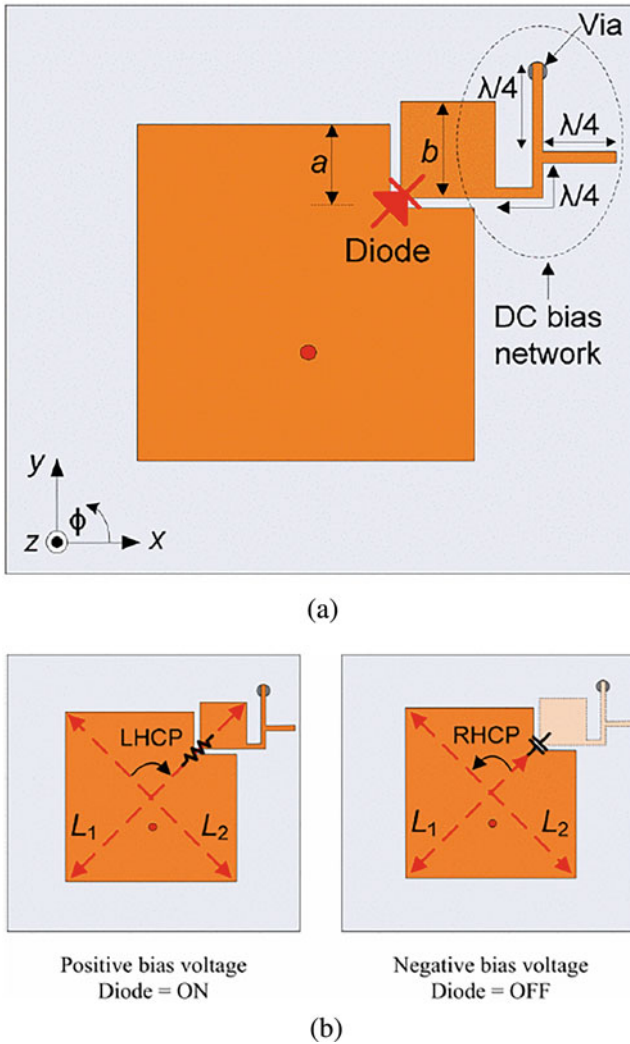 Via
λ/4
λ/4
a
b
λ/4
Diode
DC bias
network
y
ϕ
z
x
(a)
LHCP
L1
L2
RHCP
L1
L2
Positive bias voltage
Diode = ON
Negative bias voltage
Diode = OFF
(b)